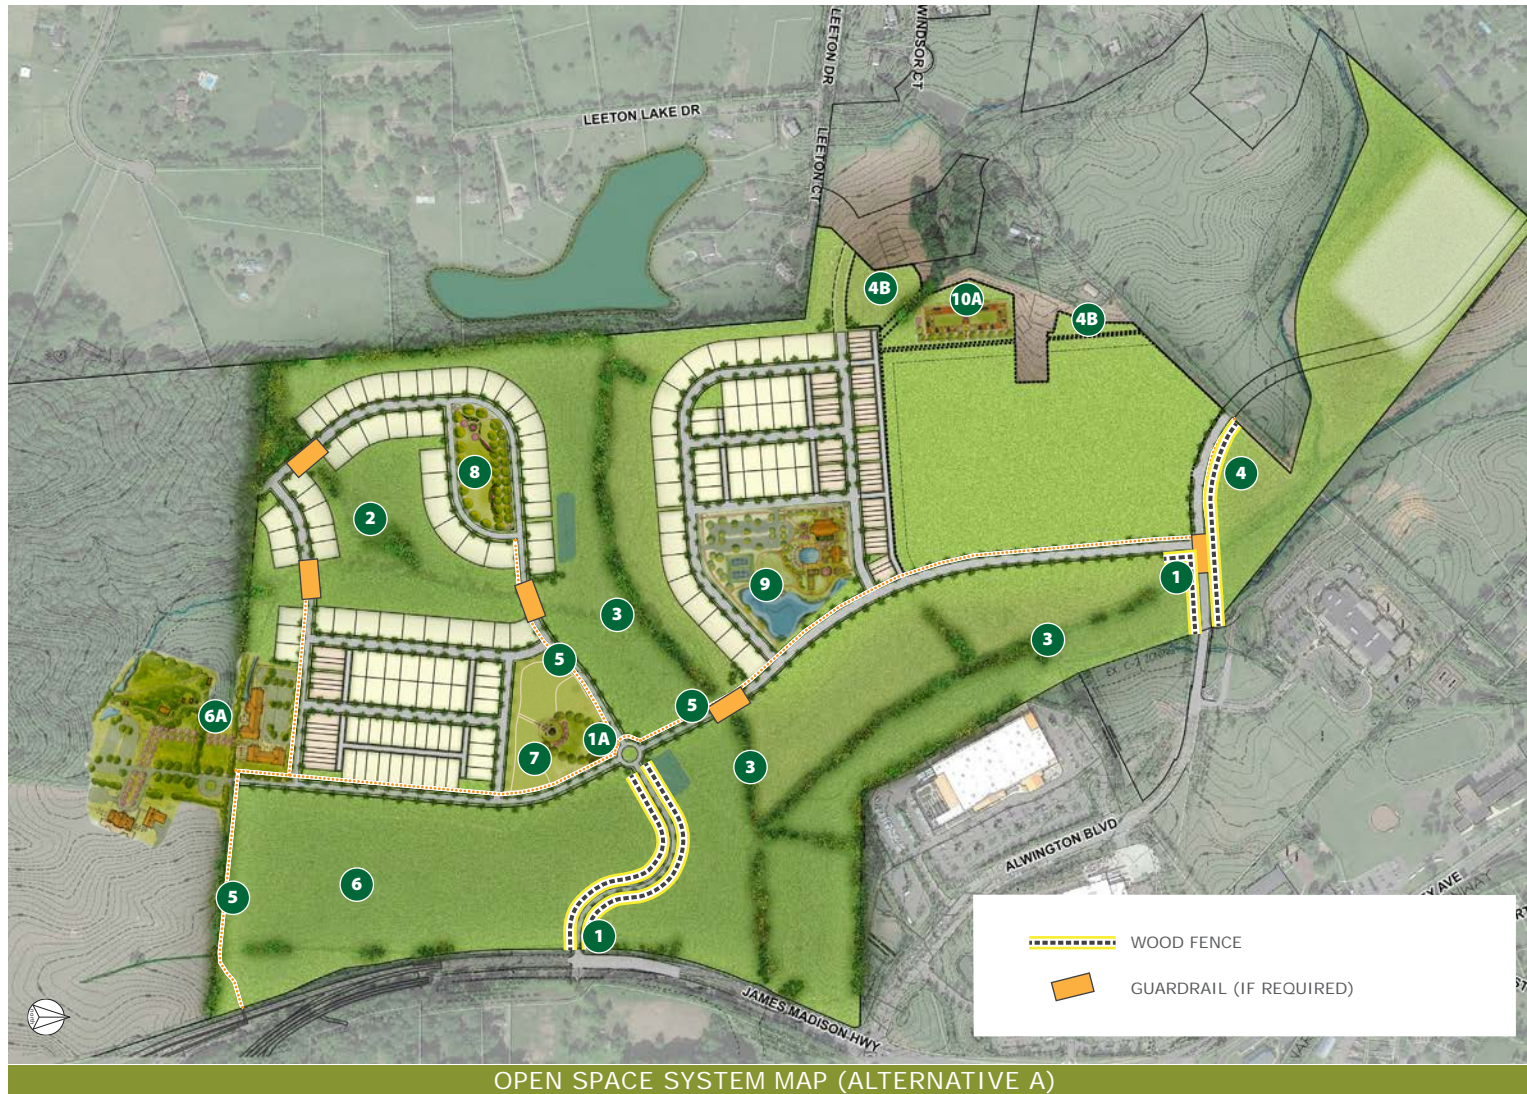 LEETON DR
WINDSOR CT
LEETON LAKE DR
LEETON CT
4B
10A
4B
8
4
2
9
1
3
3
5
5
6A
1A
7
3
5
6
1
ALWINGTON BLVD
JAMES MADISON HWY
WOOD FENCE
GUARDRAIL (IF REQUIRED)
OPEN SPACE SYSTEM MAP (ALTERNATIVE A)